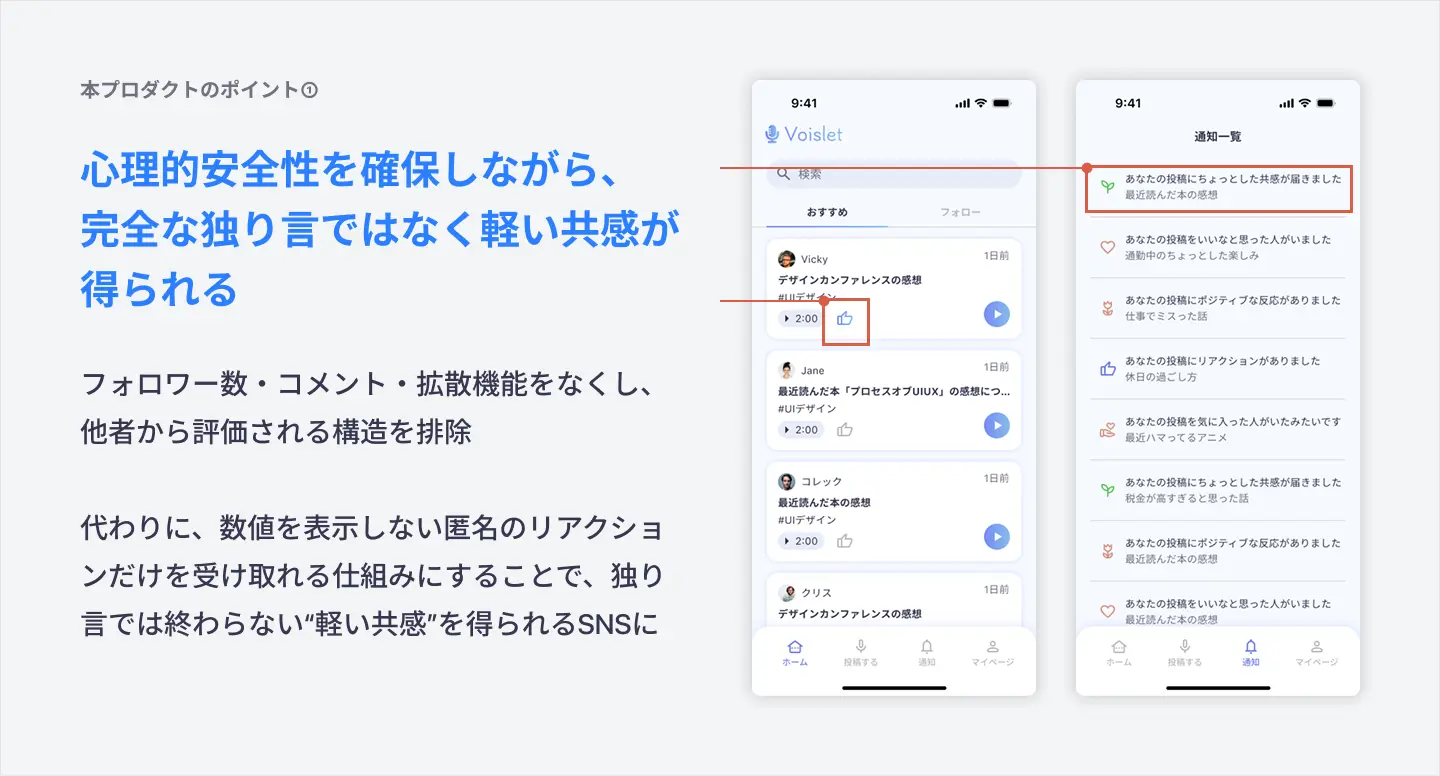 本プロダクトのポイント①
心理的安全性を確保しながら、
完全な独り言ではなく軽い共感が
得られる
フォロワー数・コメント・拡散機能をなくし、
他者から評価される構造を排除
代わりに、数値を表示しない匿名のリアクショ
ンだけを受け取れる仕組みにすることで、独り
言では終わらない“軽い共感”を得られるSNSに
9:41
Voislet
検索
おすすめ
フォロー
Vicky
1日前
デザインカンファレンスの感想
#UIデザイン
2:00
Jane
1日前
最近読んだ本「プロセスオブUIUX」の感想につ...
#UIデザイン
2:00
コレック
1日前
最近読んだ本の感想
#UIデザイン
2:00
クリス
1日前
デザインカンファレンスの感想
ホーム
投稿する
通知
マイページ
9:41
通知一覧
あなたの投稿にちょっとした共感が届きました
最近読んだ本の感想
あなたの投稿をいいなと思った人がいました
通勤中のちょっとした楽しみ
あなたの投稿にポジティブな反応がありました
仕事でミスった話
あなたの投稿にリアクションがありました
休日の過ごし方
あなたの投稿を気に入った人がいたみたいです
最近ハマってるアニメ
あなたの投稿にちょっとした共感が届きました
税金が高すぎると思った話
あなたの投稿にポジティブな反応がありました
最近読んだ本の感想
あなたの投稿をいいなと思った人がいました
最近読んだ本の感想
ホーム
投稿する
通知
マイページ